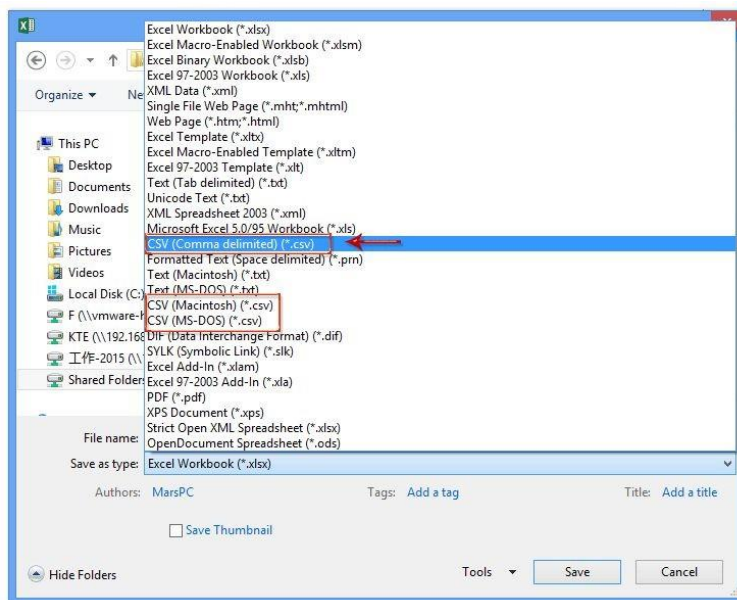 Excel Workbook (*.xlsx)
Excel Macro-Enabled Workbook (*.xlsm)
Excel Binary Workbook (*.xlsb)
Excel 97-2003 Workbook (*.xls)
Organize
Ne
XML Data (*.xml)
Single File Web Page (*.mht;*.mhtml)
Web Page (*.htm;*.html)
Excel Template (*.xltx)
Excel Macro-Enabled Template (*.xltm)
Excel 97-2003 Template (*.xlt)
Text (Tab delimited) (*.txt)
Unicode Text (*.txt)
XML Spreadsheet 2003 (*.xml)
Microsoft Excel 5.0/95 Workbook (*.xls)
CSV (Comma delimited) (*.csv)
Formatted Text (Space delimited) (*.prn)
Text (Macintosh) (*.txt)
Text (MS-DOS) (*.txt)
CSV (Macintosh) (*.csv)
CSV (MS-DOS) (*.csv)
DIF (Data Interchange Format) (*.dif)
SYLK (Symbolic Link) (*.slk)
Excel Add-In (*.xlam)
Excel 97-2003 Add-In (*.xla)
PDF (*.pdf)
XPS Document (*.xps)
Strict Open XML Spreadsheet (*.xlsx)
OpenDocument Spreadsheet (*.ods)
This PC
Desktop
Documents
Downloads
Music
Pictures
Videos
Local Disk (C:)
F (\\vmware-h
KTE (\\192.168
工作-2015 (\\
Shared Folders
File name:
Save as type: Excel Workbook (*.xlsx)
Authors: MarsPC Tags: Add a tag Title: Add a title
Save Thumbnail
Hide Folders Tools Save Cancel